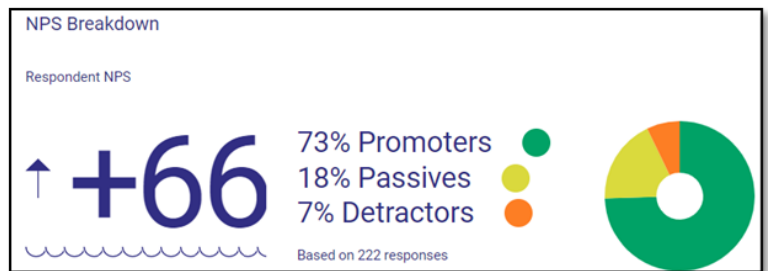 NPS Breakdown
Respondent NPS
+66
73% Promoters
18% Passives
7% Detractors
Based on 222 responses